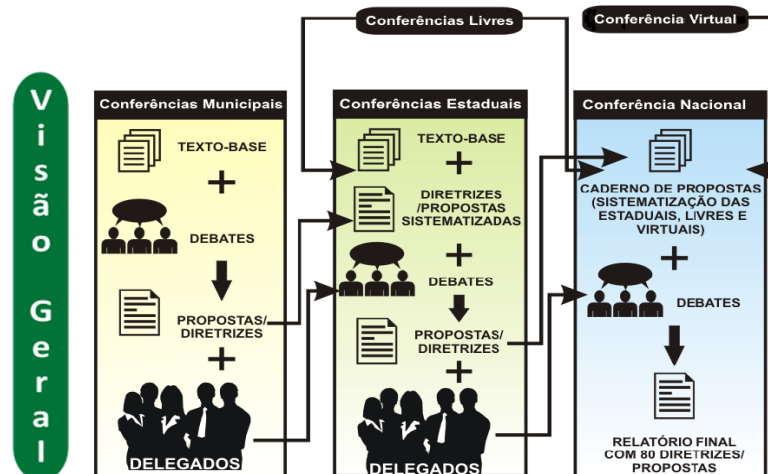 Conferências Livres
Conferência Virtual
Visão Geral
Conferências Municipais
TEXTO-BASE
+
DEBATES
PROPOSTAS/
DIRETRIZES
+
DELEGADOS
Conferências Estaduais
TEXTO-BASE
+
DIRETRIZES
/PROPOSTAS
SISTEMATIZADAS
+
DEBATES
PROPOSTAS/
DIRETRIZES
+
DELEGADOS
Conferência Nacional
CADERNO DE PROPOSTAS
(SISTEMATIZAÇÃO DAS
ESTADUAIS, LIVRES E
VIRTUAIS)
+
DEBATES
RELATÓRIO FINAL
COM 80 DIRETRIZES/
PROPOSTAS